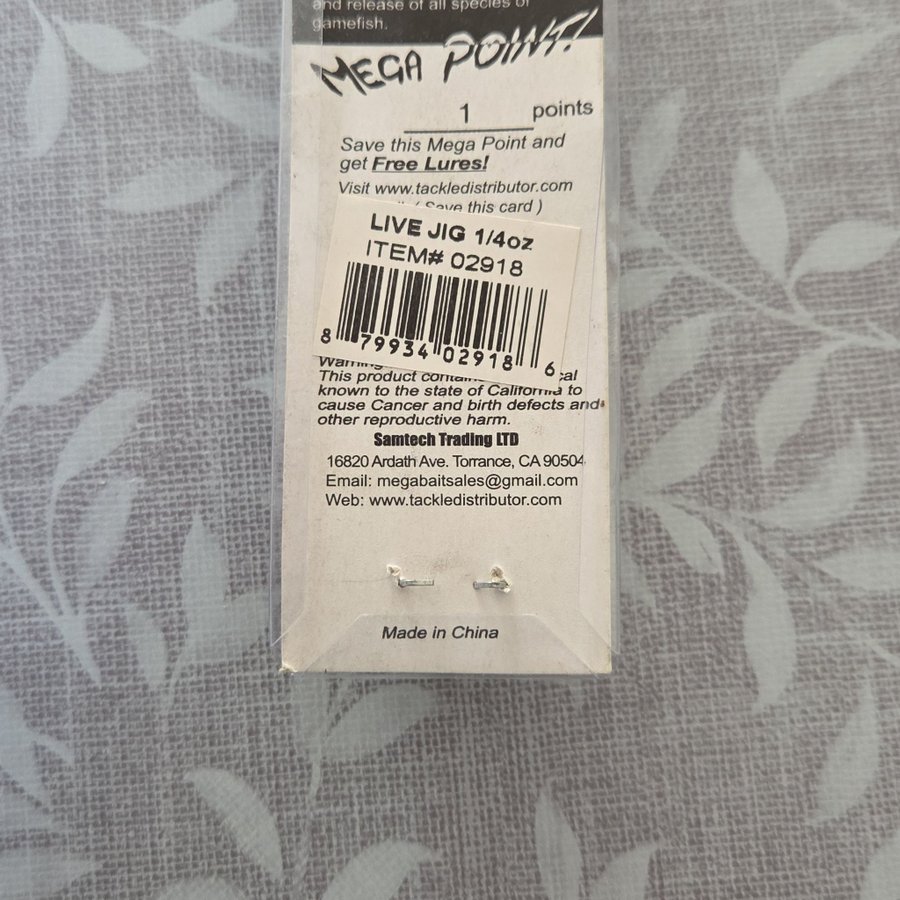 and release of all species of
gamefish.
MEGA POINT!
1 points
Save this Mega Point and
get Free Lures!
Visit www.tackledistributor.com
( Save this card )
LIVE JIG 1/4oz
ITEM# 02918
8 79934 02918 6
Warning
This product
known to the state of California to
cause Cancer and birth defects and
other reproductive harm.
Samtech Trading LTD
16820 Ardath Ave. Torrance, CA 90504
Email: megabaitsales@gmail.com
Web: www.tackledistributor.com
Made in China